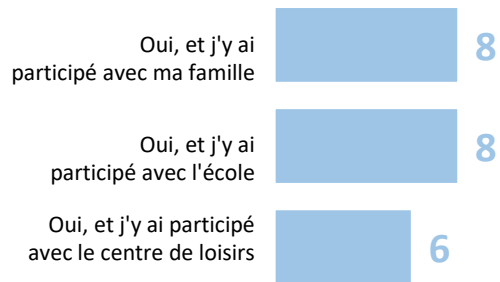 Oui, et j'y ai
participé avec ma famille
8
Oui, et j'y ai
participé avec l'école
8
Oui, et j'y ai participé
avec le centre de loisirs
6